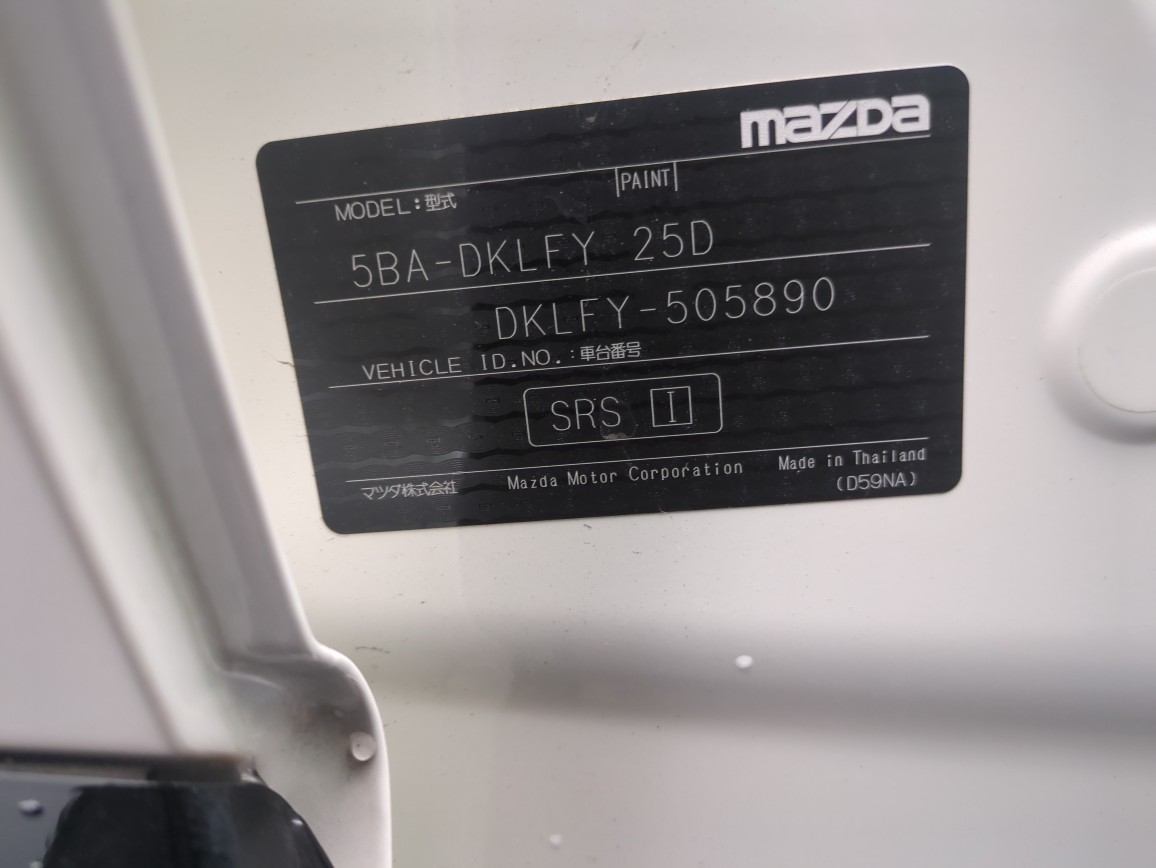 mazda
PAINT
MODEL:型式
5BA-DKLFY 25D
DKLFY-505890
VEHICLE ID.NO.:車台番号
SRS I
マツダ株式会社 Mazda Motor Corporation Made in Thailand
(D59NA)